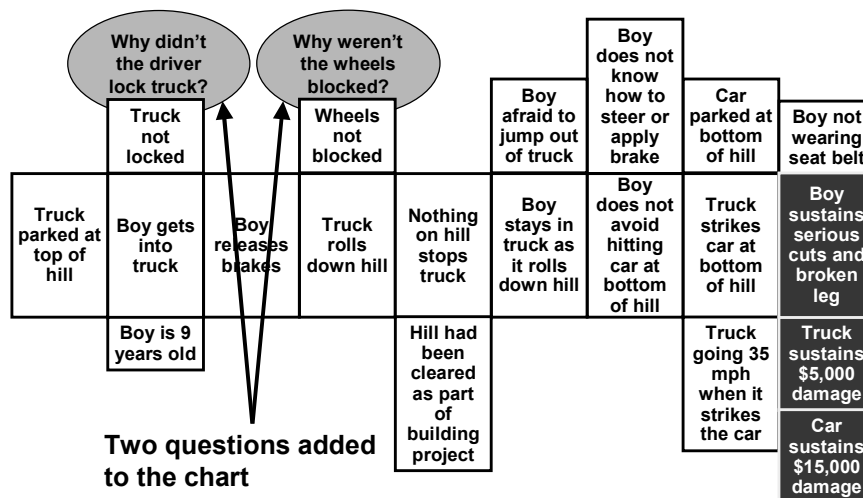 Why didn't
the driver
lock truck?
Why weren't
the wheels
blocked?
Truck
not
locked
Wheels
not
blocked
Boy
afraid to
jump out
of truck
Boy
does not
know
how to
steer or
apply
brake
Car
parked at
bottom
of hill
Boy not
wearing
seat belt
Truck
parked at
top of
hill
Boy gets
into
truck
Boy
releases
brakes
Truck
rolls
down hill
Nothing
on hill
stops
truck
Boy
stays in
truck as
it rolls
down hill
Boy
does not
avoid
hitting
car at
bottom
of hill
Truck
strikes
car at
bottom
of hill
Boy
sustains
serious
cuts and
broken
leg
Boy is 9
years old
Hill had
been
cleared
as part
of
building
project
Truck
going 35
mph
when it
strikes
the car
Truck
sustains
$5,000
damage
Car
sustains
$15,000
damage
Two questions added
to the chart